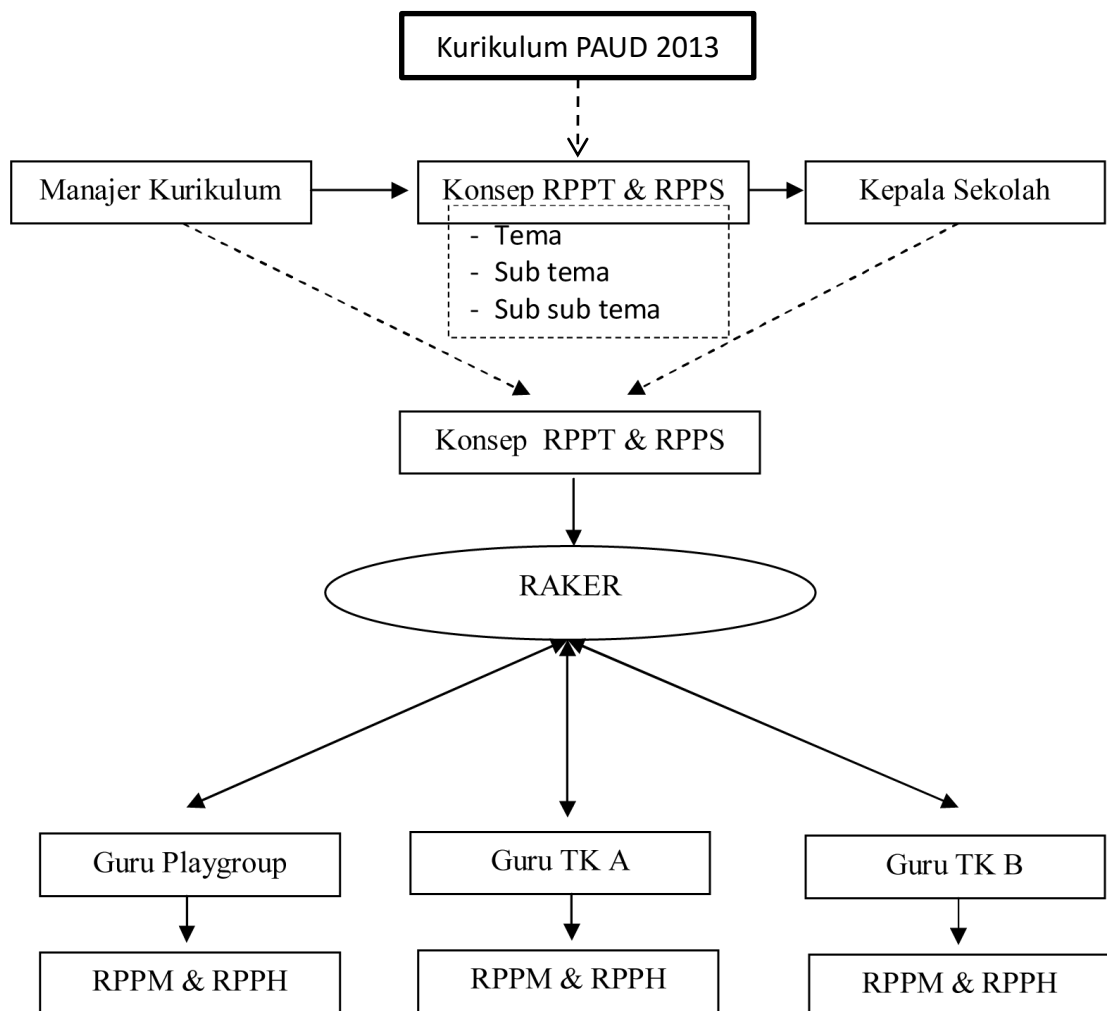 Kurikulum PAUD 2013
Manajer Kurikulum
Konsep RPPT & RPPS
Kepala Sekolah
- Tema
- Sub tema
- Sub sub tema
Konsep RPPT & RPPS
RAKER
Guru Playgroup
Guru TK A
Guru TK B
RPPM & RPPH
RPPM & RPPH
RPPM & RPPH